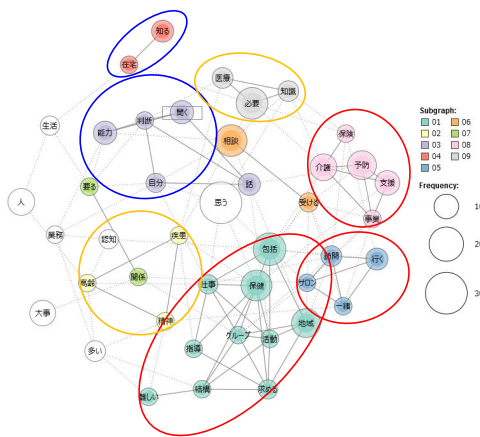 知る
在宅
医療
知識
必要
聞く
判断
能力
生活
相談
保険
介護
予防
支援
事業
自分
話
要る
人
思う
受ける
業務
認知
疾患
包括
訪問
行く
関係
高齢
仕事
保健
サロン
一緒
大事
精神
地域
グループ
活動
多い
指導
難しい
結構
求める
Subgraph:
01
06
02
07
03
08
04
09
05
Frequency:
10
20
30